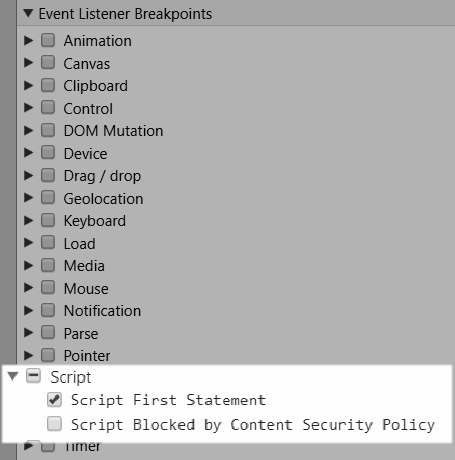 Event Listener Breakpoints
Animation
Canvas
Clipboard
Control
DOM Mutation
Device
Drag / drop
Geolocation
Keyboard
Load
Media
Mouse
Notification
Parse
Pointer
Script
Script First Statement
Script Blocked by Content Security Policy
Timer